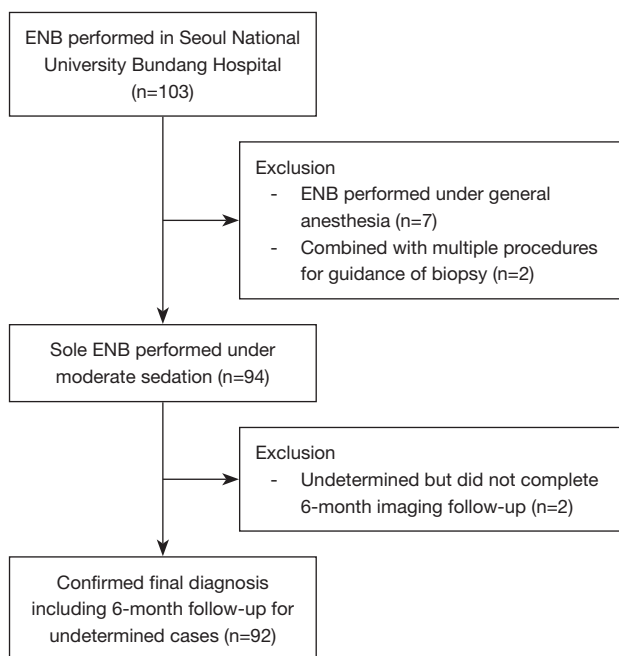 ENB performed in Seoul National
University Bundang Hospital
(n=103)
Exclusion
- ENB performed under general
anesthesia (n=7)
- Combined with multiple procedures
for guidance of biopsy (n=2)
Sole ENB performed under
moderate sedation (n=94)
Exclusion
- Undetermined but did not complete
6-month imaging follow-up (n=2)
Confirmed final diagnosis
including 6-month follow-up for
undetermined cases (n=92)